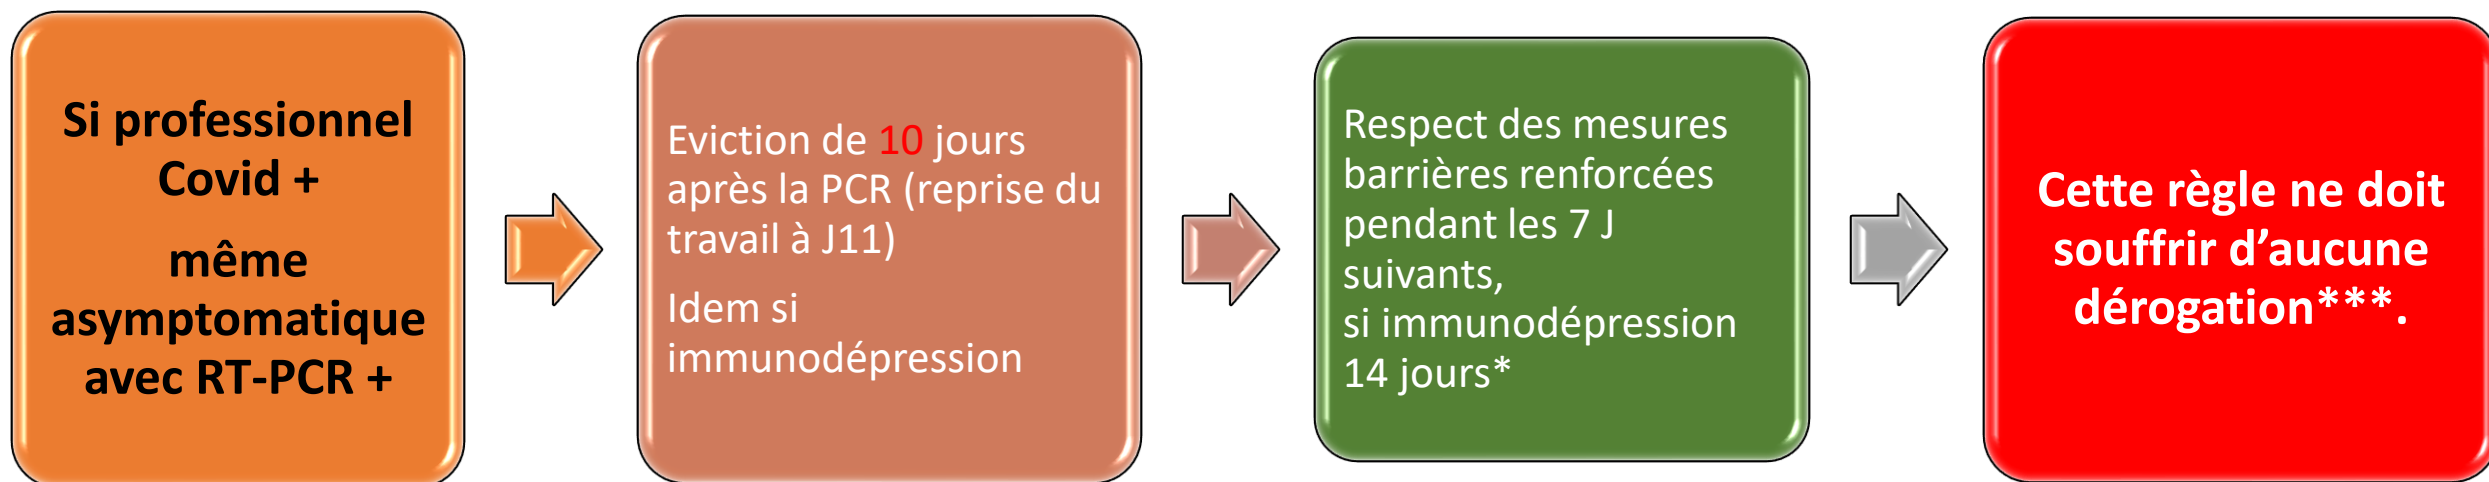 Si professionnel
Covid +
même
asymptomatique
avec RT-PCR +
Eviction de 10 jours
après la PCR (reprise du
travail à J11)
Idem si
immunodépression
Respect des mesures
barrières renforcées
pendant les 7 J
suivants,
si immunodépression
14 jours*
Cette règle ne doit
souffrir d’aucune
dérogation***.